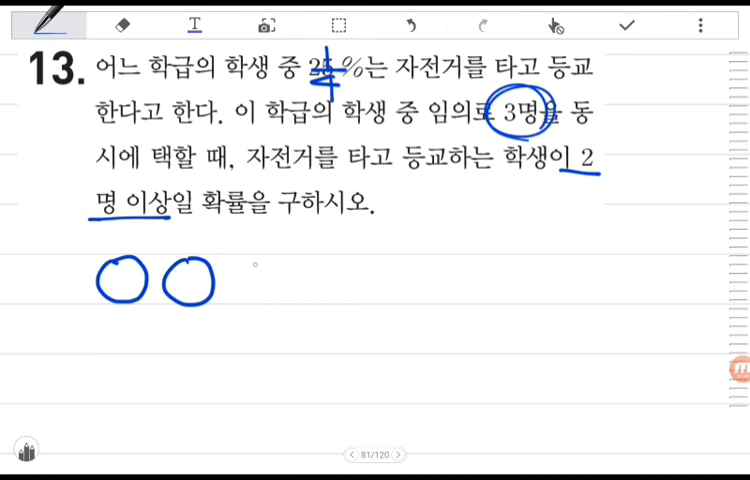 T
13. 어느 학급의 학생 중 25 %는 자전거를 타고 등교
1/4
한다고 한다. 이 학급의 학생 중 임의로 3명을 동
시에 택할 때, 자전거를 타고 등교하는 학생이 2
명 이상일 확률을 구하시오.
81/120